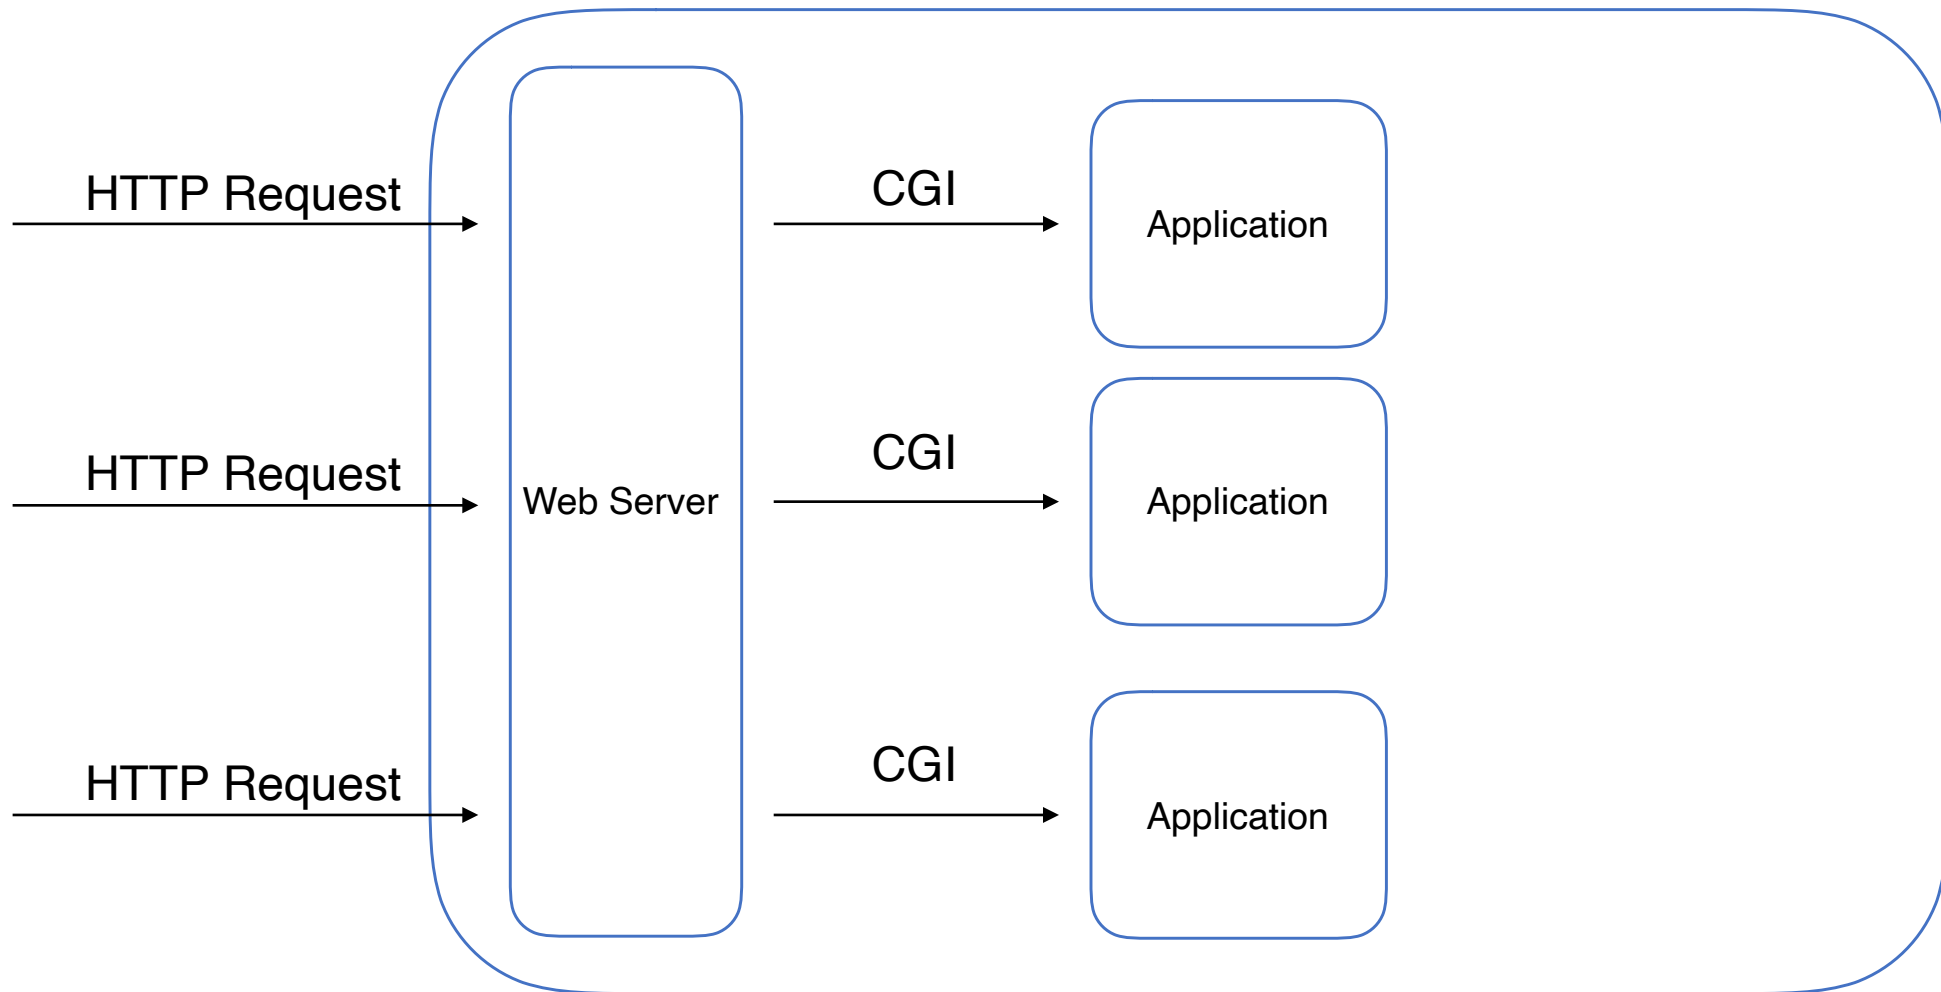 HTTP Request
CGI
Application
HTTP Request
CGI
Web Server
Application
HTTP Request
CGI
Application